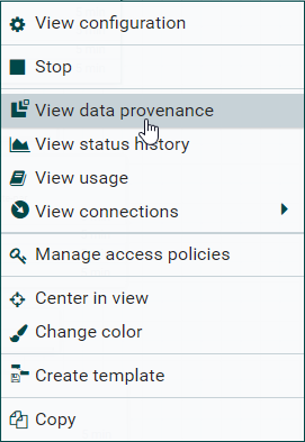 View configuration
Stop
View data provenance
View status history
View usage
View connections
Manage access policies
Center in view
Change color
Create template
Copy